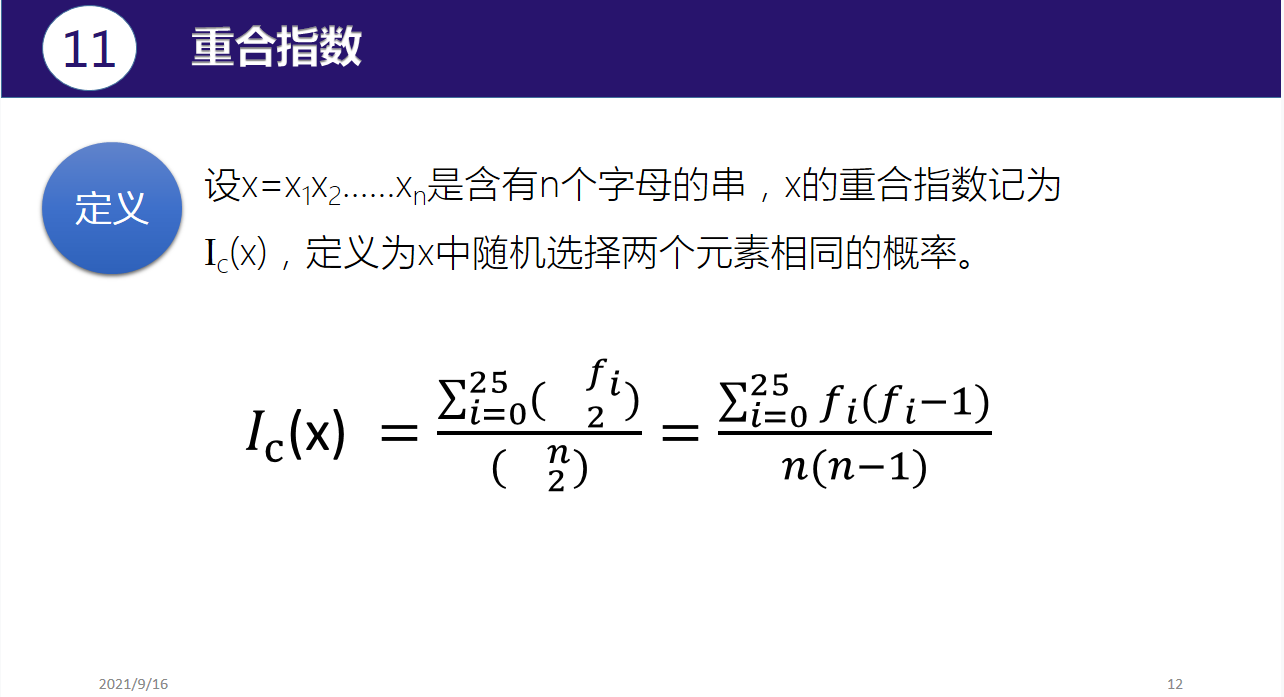 11
重合指数
定义
设x=x₁x₂……xₙ是含有n个字母的串，x的重合指数记为
I_c(x)，定义为x中随机选择两个元素相同的概率。
I_c(x) = \frac{\sum_{i=0}^{25}\binom{f_i}{2}}{\binom{n}{2}} = \frac{\sum_{i=0}^{25} f_i(f_i-1)}{n(n-1)}
2021/9/16
12